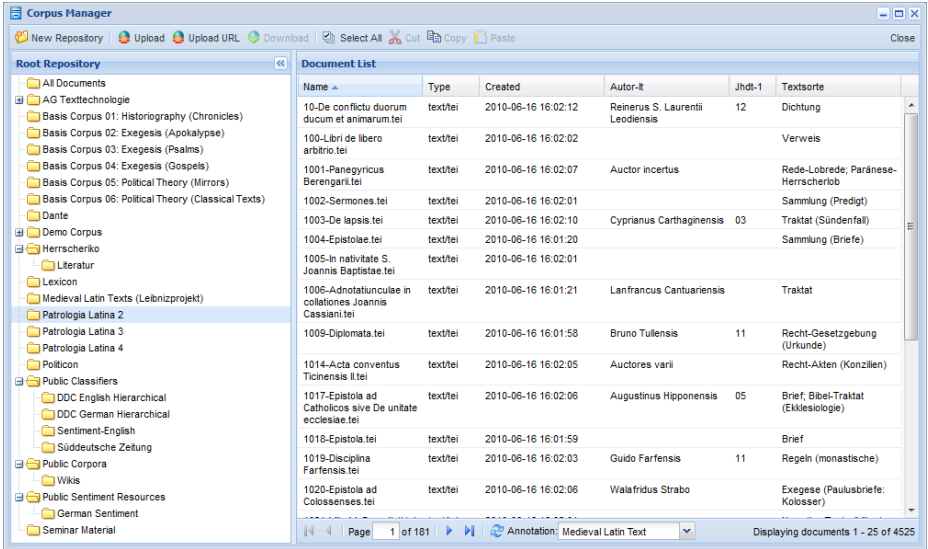 Corpus Manager
New Repository Upload Upload URL Download Select All Cut Copy Paste Close
Root Repository
All Documents
AG Texttechnologie
Basis Corpus 01: Historiography (Chronicles)
Basis Corpus 02: Exegesis (Apokalypse)
Basis Corpus 03: Exegesis (Psalms)
Basis Corpus 04: Exegesis (Gospels)
Basis Corpus 05: Political Theory (Mirrors)
Basis Corpus 06: Political Theory (Classical Texts)
Dante
Demo Corpus
Herrscheriko
Literatur
Lexicon
Medieval Latin Texts (Leibnizprojekt)
Patrologia Latina 2
Patrologia Latina 3
Patrologia Latina 4
Politicon
Public Classifiers
DDC English Hierarchical
DDC German Hierarchical
Sentiment-English
Süddeutsche Zeitung
Public Corpora
Wikis
Public Sentiment Resources
German Sentiment
Seminar Material
Document List
Name Type Created Autor-lt Jhdt-1 Textsorte
10-De conflictu duorum text/tei 2010-06-16 16:02:12 Reinerus S. Laurentii 12 Dichtung
ducum et animarum.tei Leodiensis
100-Libri de libero text/tei 2010-06-16 16:02:02 Verweis
arbitrio.tei
1001-Panegyricus text/tei 2010-06-16 16:02:07 Auctor incertus Rede-Lobrede; Paränese-
Berengarii.tei Herrscherlob
1002-Sermones.tei text/tei 2010-06-16 16:02:01 Sammlung (Predigt)
1003-De lapsis.tei text/tei 2010-06-16 16:02:10 Cyprianus Carthaginensis 03 Traktat (Sündenfall)
1004-Epistolae.tei text/tei 2010-06-16 16:01:20 Sammlung (Briefe)
1005-In nativitate S. text/tei 2010-06-16 16:02:01
Joannis Baptistae.tei
1006-Adnotatiunculae in text/tei 2010-06-16 16:01:21 Lanfrancus Cantuariensis Traktat
collationes Joannis
Cassiani.tei
1009-Diplomata.tei text/tei 2010-06-16 16:01:58 Bruno Tullensis 11 Recht-Gesetzgebung
(Urkunde)
1014-Acta conventus text/tei 2010-06-16 16:02:05 Auctores varii Recht-Akten (Konzilien)
Ticinensis II.tei
1017-Epistola ad text/tei 2010-06-16 16:02:06 Augustinus Hipponensis 05 Brief; Bibel-Traktat
Catholicos sive De unitate (Ekklesiologie)
ecclesiae.tei
1018-Epistola.tei text/tei 2010-06-16 16:01:59 Brief
1019-Disciplina text/tei 2010-06-16 16:02:03 Guido Farfensis 11 Regeln (monastische)
Farfensis.tei
1020-Epistola ad text/tei 2010-06-16 16:02:06 Walafridus Strabo Exegese (Paulusbriefe:
Colossenses.tei Kolosser)
Page 1 of 181 Annotation: Medieval Latin Text Displaying documents 1 - 25 of 4525